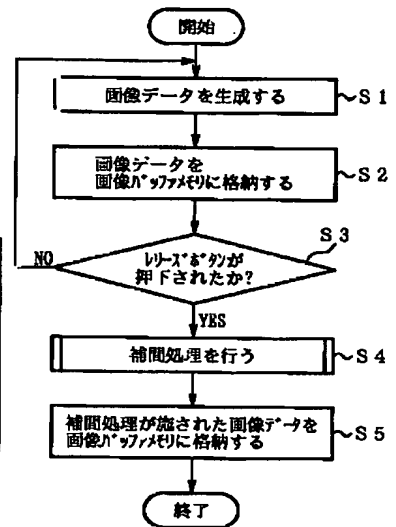 開始
画像データを生成する
~S1
画像データを
画像ﾊﾞｯﾌｧﾒﾓﾘに格納する
~S2
S3
ﾚﾘｰｽﾞﾎﾞﾀﾝが
押下されたか?
NO
YES
補間処理を行う
~S4
補間処理が施された画像データを
画像ﾊﾞｯﾌｧﾒﾓﾘに格納する
~S5
終了